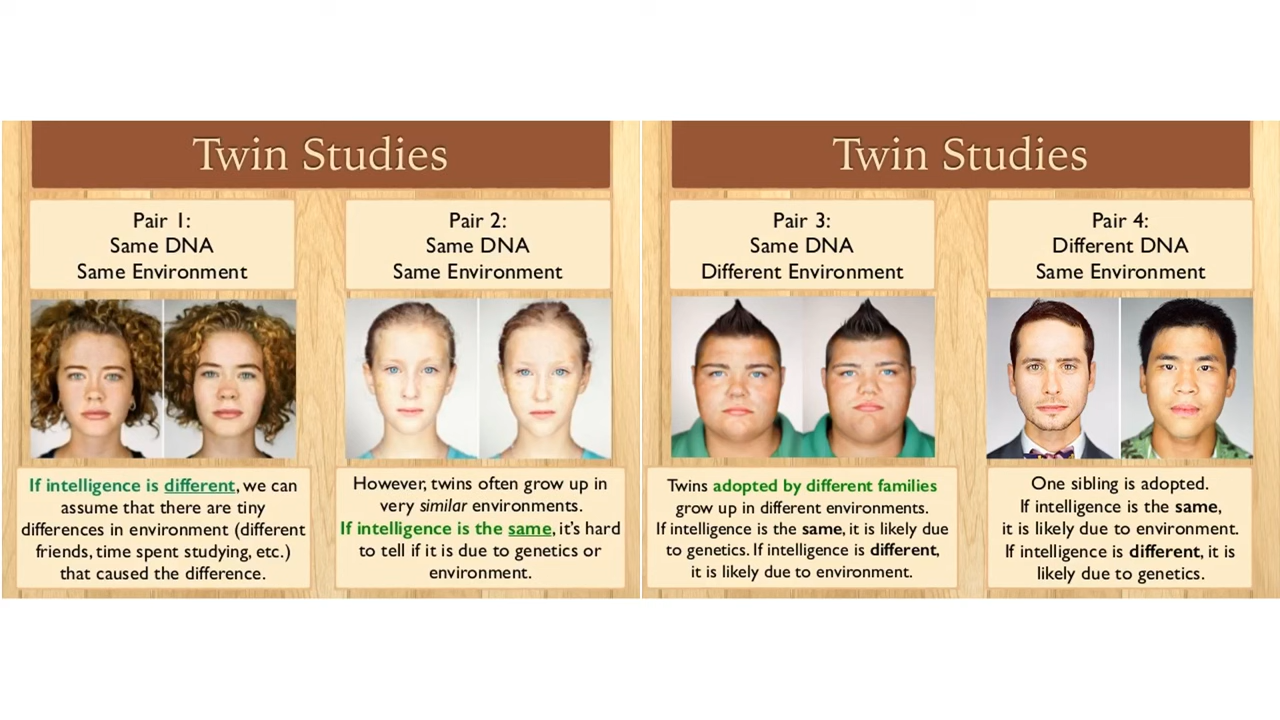 Twin Studies
Pair 1:
Same DNA
Same Environment
Pair 2:
Same DNA
Same Environment
If intelligence is different, we can
assume that there are tiny
differences in environment (different
friends, time spent studying, etc.)
that caused the difference.
However, twins often grow up in
very similar environments.
If intelligence is the same, it's hard
to tell if it is due to genetics or
environment.
Twin Studies
Pair 3:
Same DNA
Different Environment
Pair 4:
Different DNA
Same Environment
Twins adopted by different families
grow up in different environments.
If intelligence is the same, it is likely due
to genetics. If intelligence is different,
it is likely due to environment.
One sibling is adopted.
If intelligence is the same,
it is likely due to environment.
If intelligence is different, it is
likely due to genetics.